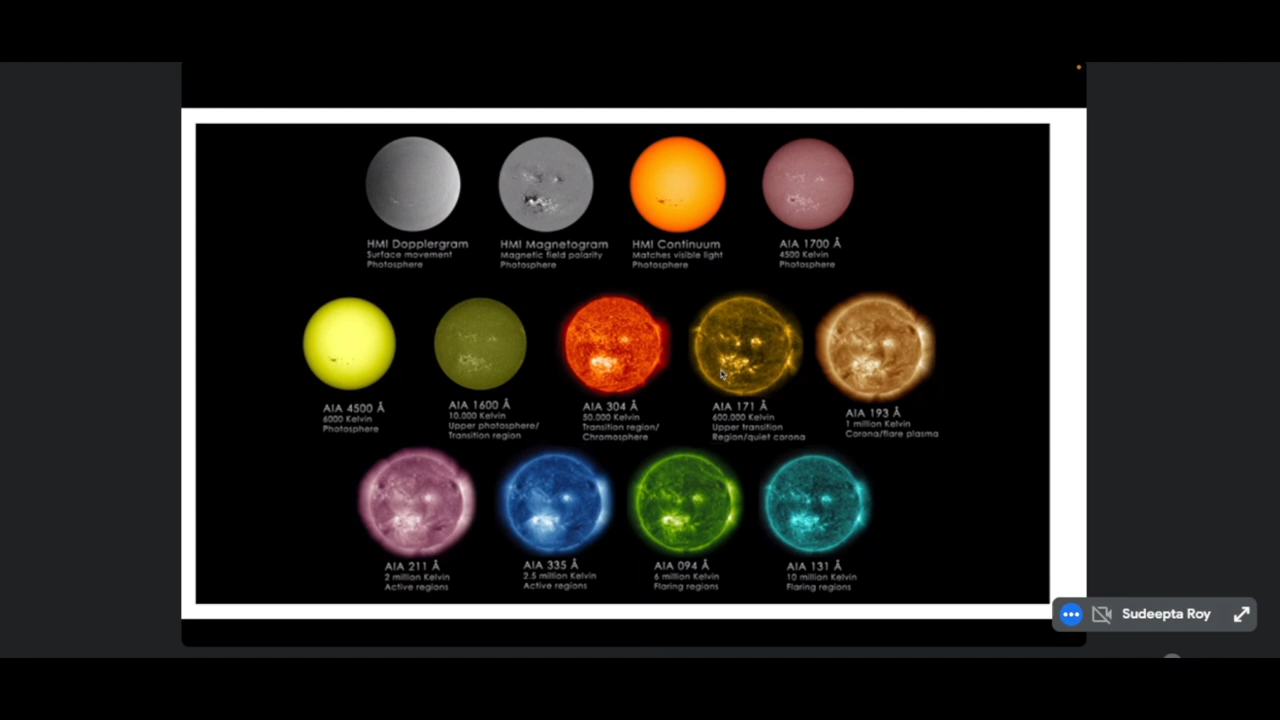 HMI Dopplergram
Surface movement
Photosphere
HMI Magnetogram
Magnetic field polarity
Photosphere
HMI Continuum
Matches visible light
Photosphere
AIA 1700 Å
4500 Kelvin
Photosphere
AIA 4500 Å
6000 Kelvin
Photosphere
AIA 1600 Å
10,000 Kelvin
Upper photosphere/
Transition region
AIA 304 Å
50,000 Kelvin
Transition region/
Chromosphere
AIA 171 Å
600,000 Kelvin
Upper transition
Region/quiet corona
AIA 193 Å
1 million Kelvin
Corona/flare plasma
AIA 211 Å
2 million Kelvin
Active regions
AIA 335 Å
2.5 million Kelvin
Active regions
AIA 094 Å
6 million Kelvin
Flaring regions
AIA 131 Å
10 million Kelvin
Flaring regions
Sudeepta Roy